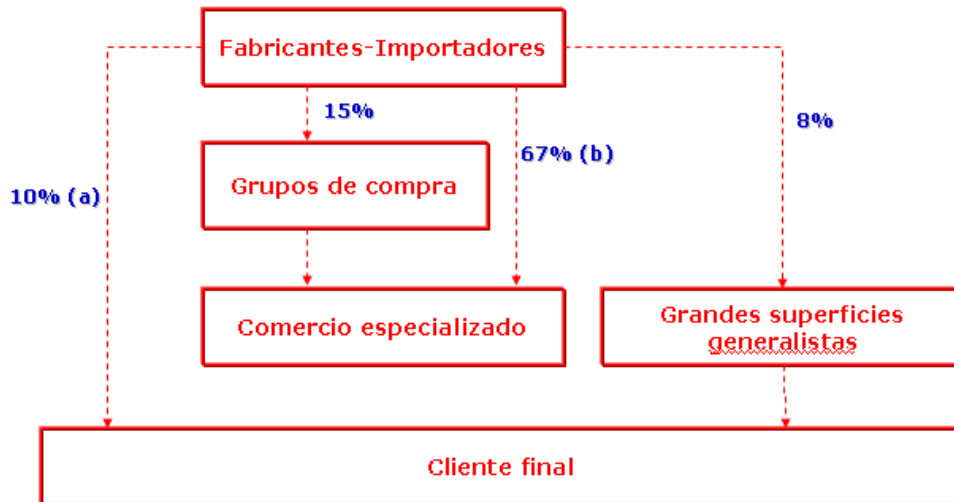 Fabricantes-Importadores
15%
8%
67% (b)
Grupos de compra
10% (a)
Comercio especializado
Grandes superficies
generalistas
Cliente final